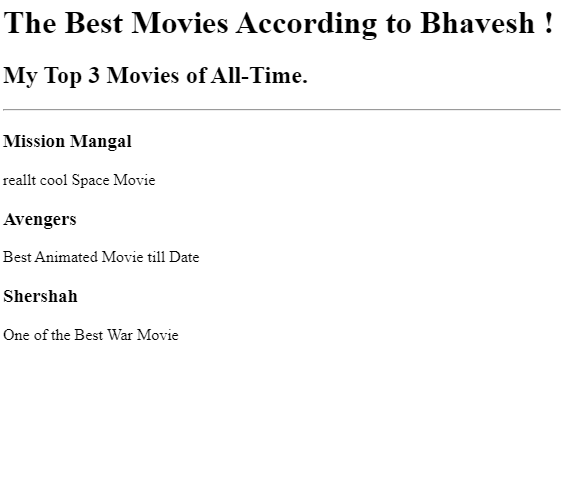 The Best Movies According to Bhavesh !
My Top 3 Movies of All-Time.
Mission Mangal
reallt cool Space Movie
Avengers
Best Animated Movie till Date
Shershah
One of the Best War Movie